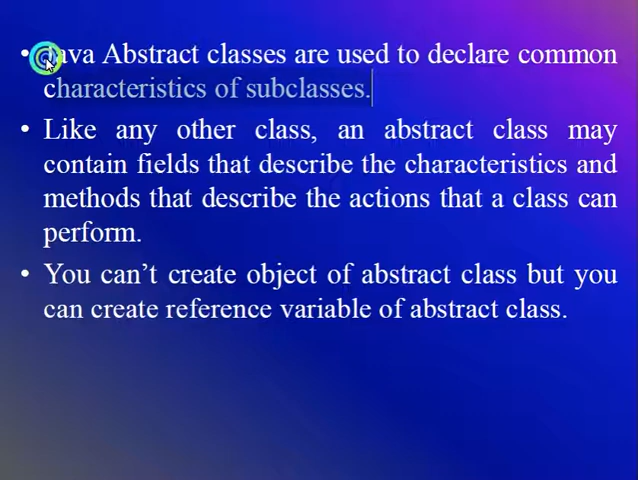 • Java Abstract classes are used to declare common
characteristics of subclasses.
• Like any other class, an abstract class may
contain fields that describe the characteristics and
methods that describe the actions that a class can
perform.
• You can’t create object of abstract class but you
can create reference variable of abstract class.